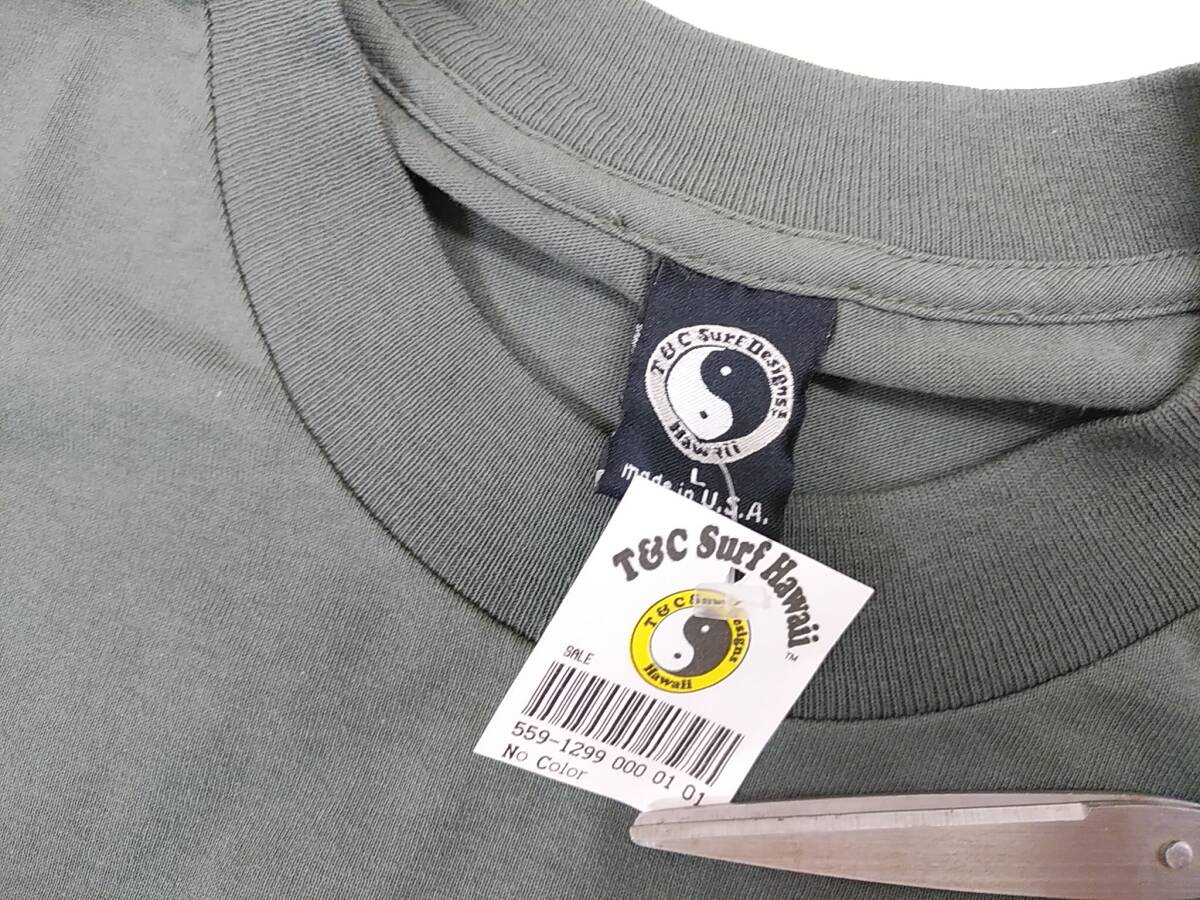 T&C Surf Designs
Hawaii
L
made in U.S.A.
T&C Surf Hawaii
TM
T&C Surf Designs
Hawaii
SALE
559-1299 000 01 01
No Color